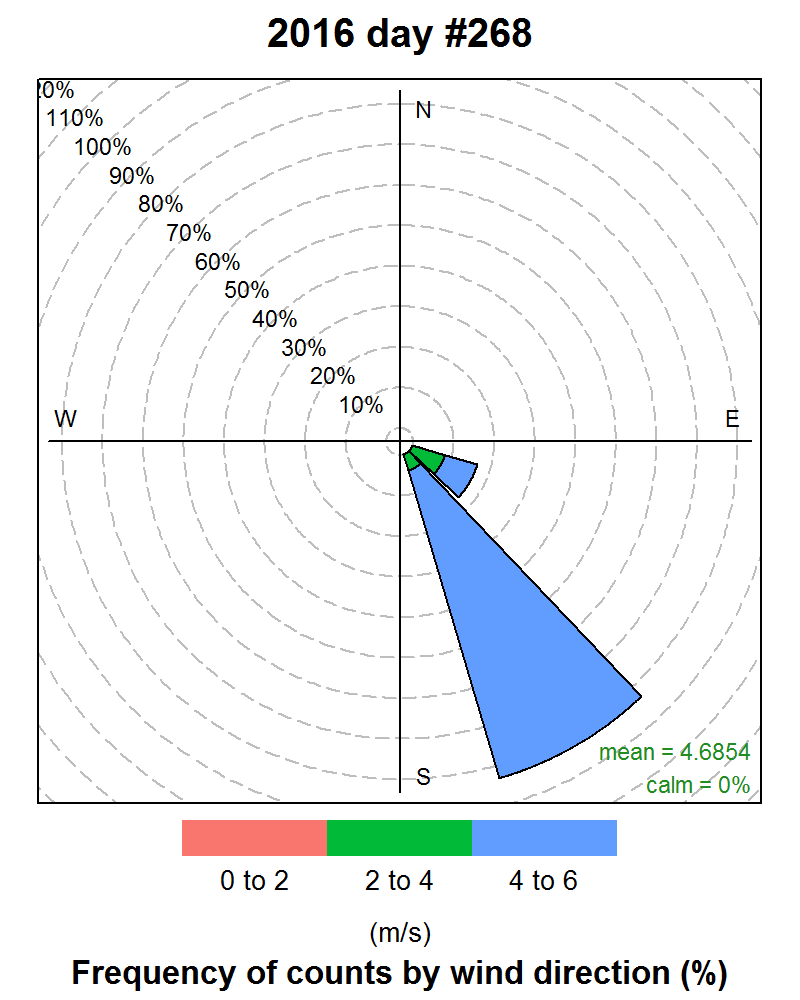 2016 day #268
0%
110%
N
100%
90%
80%
70%
60%
50%
40%
30%
20%
10%
W
E
mean = 4.6854
S
calm = 0%
0 to 2
2 to 4
4 to 6
(m/s)
Frequency of counts by wind direction (%)